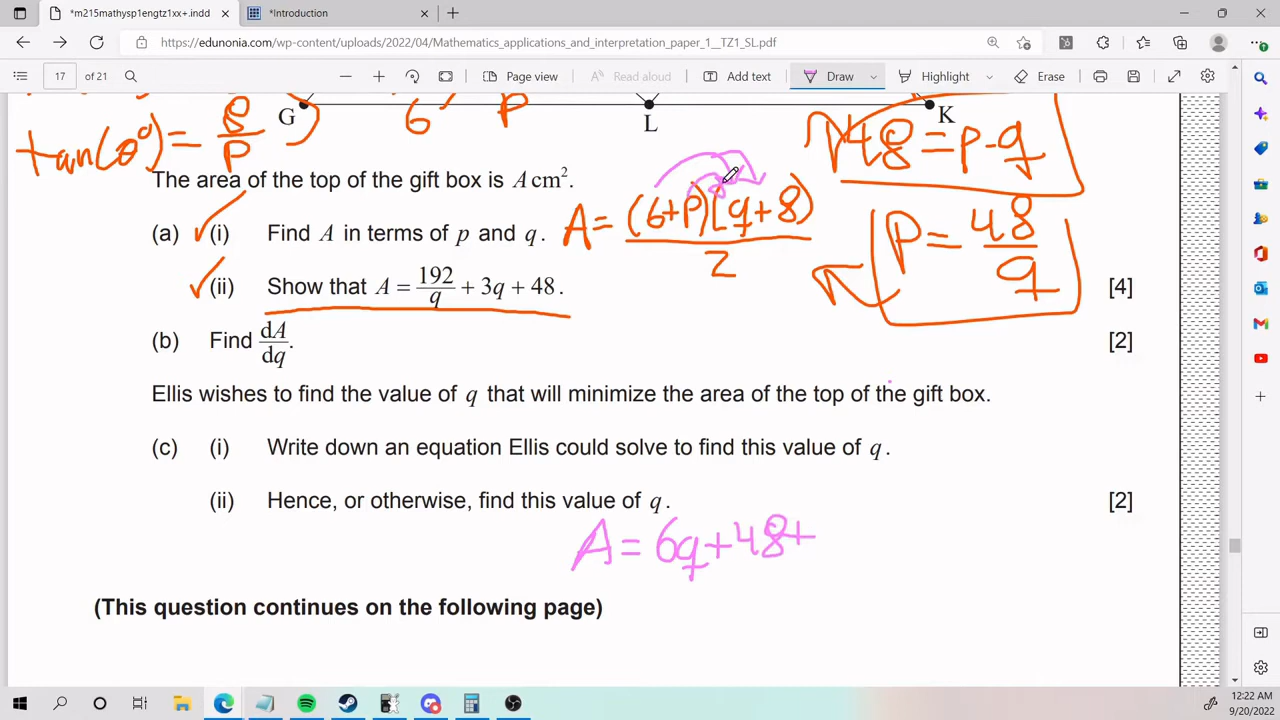 *m215mathysp1engtz1xx+.indd
*Introduction
https://edunonia.com/wp-content/uploads/2022/04/Mathematics_applications_and_interpretation_paper_1__TZ1_SL.pdf
17 of 21
Page view
Read aloud
Add text
Draw
Highlight
Erase
G
6
P
L
K
tan(θ°) = 8/P
48 = p · q
The area of the top of the gift box is A cm².
A = (6+P)(q+8)/2
P = 48/q
(a) (i) Find A in terms of p and q.
(ii) Show that A = 192/q + 3q + 48. [4]
(b) Find dA/dq. [2]
Ellis wishes to find the value of q that will minimize the area of the top of the gift box.
(c) (i) Write down an equation Ellis could solve to find this value of q.
(ii) Hence, or otherwise, find this value of q. [2]
A = 6q+48+
(This question continues on the following page)
12:22 AM
9/20/2022